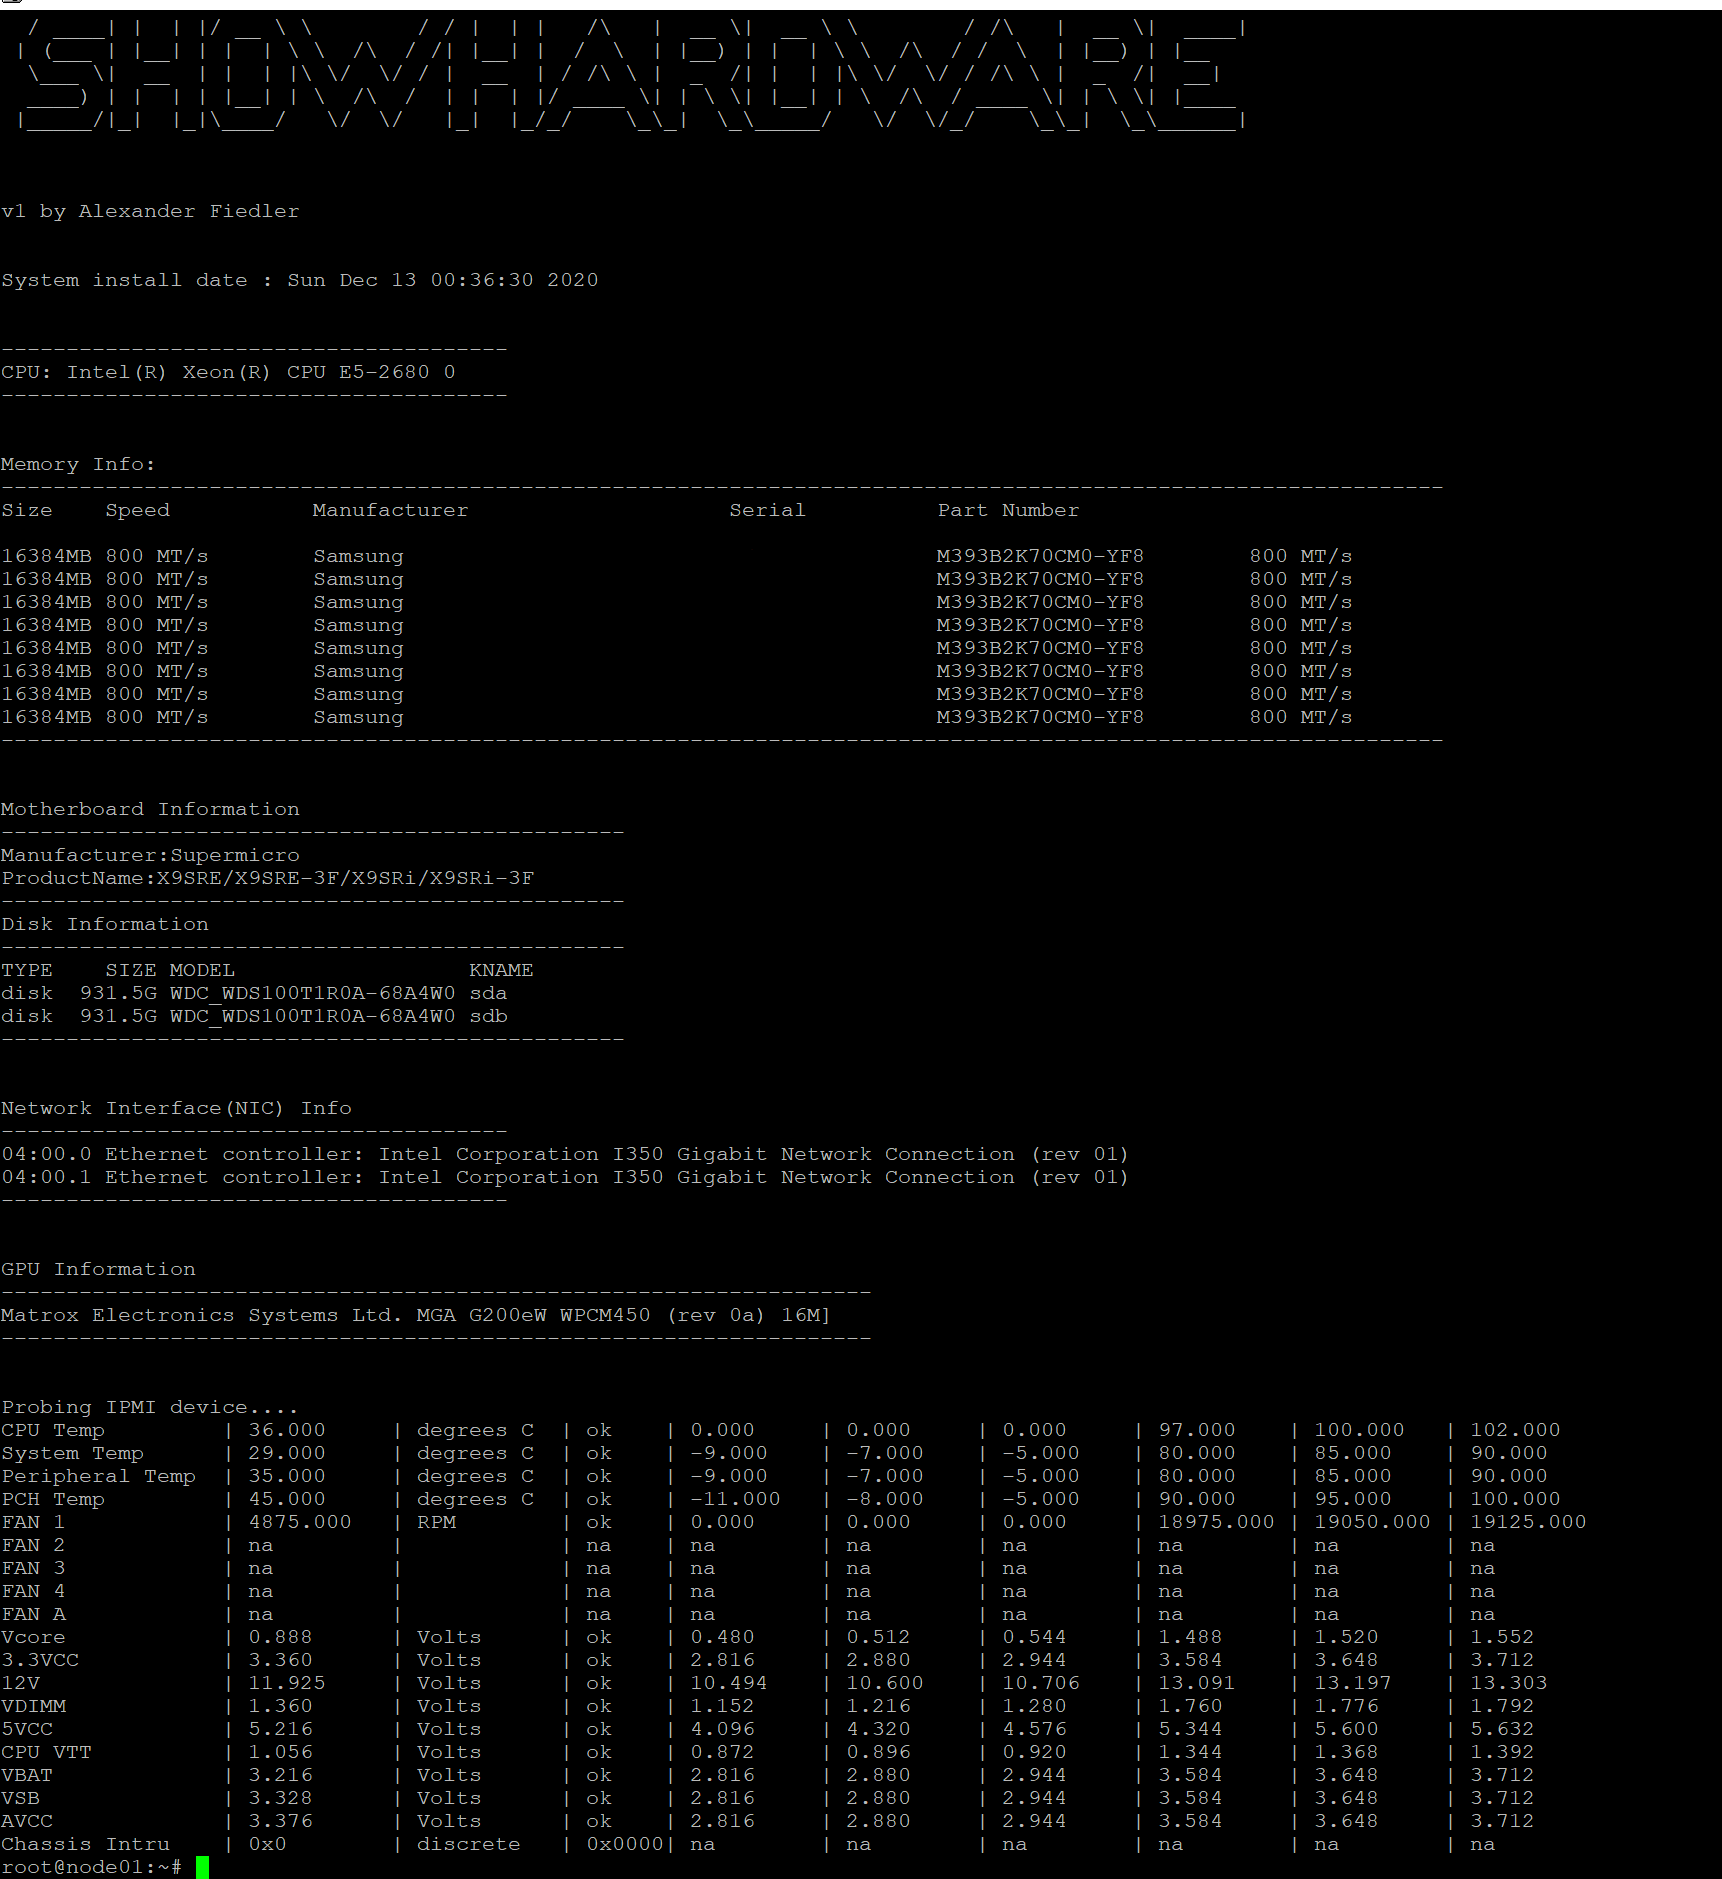 SHOWHARDWARE
v1 by Alexander Fiedler
System install date : Sun Dec 13 00:36:30 2020
---------------------------------------
CPU: Intel(R) Xeon(R) CPU E5-2680 0
---------------------------------------
Memory Info:
---------------------------------------------------------------------------------------------------------------
Size    Speed           Manufacturer                    Serial          Part Number
16384MB 800 MT/s        Samsung                                         M393B2K70CM0-YF8        800 MT/s
16384MB 800 MT/s        Samsung                                         M393B2K70CM0-YF8        800 MT/s
16384MB 800 MT/s        Samsung                                         M393B2K70CM0-YF8        800 MT/s
16384MB 800 MT/s        Samsung                                         M393B2K70CM0-YF8        800 MT/s
16384MB 800 MT/s        Samsung                                         M393B2K70CM0-YF8        800 MT/s
16384MB 800 MT/s        Samsung                                         M393B2K70CM0-YF8        800 MT/s
16384MB 800 MT/s        Samsung                                         M393B2K70CM0-YF8        800 MT/s
16384MB 800 MT/s        Samsung                                         M393B2K70CM0-YF8        800 MT/s
---------------------------------------------------------------------------------------------------------------
Motherboard Information
------------------------------------------------
Manufacturer:Supermicro
ProductName:X9SRE/X9SRE-3F/X9SRi/X9SRi-3F
------------------------------------------------
Disk Information
------------------------------------------------
TYPE    SIZE MODEL                  KNAME
disk  931.5G WDC_WDS100T1R0A-68A4W0 sda
disk  931.5G WDC_WDS100T1R0A-68A4W0 sdb
------------------------------------------------
Network Interface(NIC) Info
---------------------------------------
04:00.0 Ethernet controller: Intel Corporation I350 Gigabit Network Connection (rev 01)
04:00.1 Ethernet controller: Intel Corporation I350 Gigabit Network Connection (rev 01)
---------------------------------------
GPU Information
-------------------------------------------------------------------
Matrox Electronics Systems Ltd. MGA G200eW WPCM450 (rev 0a) 16M]
-------------------------------------------------------------------
Probing IPMI device....
CPU Temp         | 36.000     | degrees C  | ok    | 0.000     | 0.000     | 0.000     | 97.000    | 100.000   | 102.000
System Temp      | 29.000     | degrees C  | ok    | -9.000    | -7.000    | -5.000    | 80.000    | 85.000    | 90.000
Peripheral Temp  | 35.000     | degrees C  | ok    | -9.000    | -7.000    | -5.000    | 80.000    | 85.000    | 90.000
PCH Temp         | 45.000     | degrees C  | ok    | -11.000   | -8.000    | -5.000    | 90.000    | 95.000    | 100.000
FAN 1            | 4875.000   | RPM        | ok    | 0.000     | 0.000     | 0.000     | 18975.000 | 19050.000 | 19125.000
FAN 2            | na         |            | na    | na        | na        | na        | na        | na        | na
FAN 3            | na         |            | na    | na        | na        | na        | na        | na        | na
FAN 4            | na         |            | na    | na        | na        | na        | na        | na        | na
FAN A            | na         |            | na    | na        | na        | na        | na        | na        | na
Vcore            | 0.888      | Volts      | ok    | 0.480     | 0.512     | 0.544     | 1.488     | 1.520     | 1.552
3.3VCC           | 3.360      | Volts      | ok    | 2.816     | 2.880     | 2.944     | 3.584     | 3.648     | 3.712
12V              | 11.925     | Volts      | ok    | 10.494    | 10.600    | 10.706    | 13.091    | 13.197    | 13.303
VDIMM            | 1.360      | Volts      | ok    | 1.152     | 1.216     | 1.280     | 1.760     | 1.776     | 1.792
5VCC             | 5.216      | Volts      | ok    | 4.096     | 4.320     | 4.576     | 5.344     | 5.600     | 5.632
CPU VTT          | 1.056      | Volts      | ok    | 0.872     | 0.896     | 0.920     | 1.344     | 1.368     | 1.392
VBAT             | 3.216      | Volts      | ok    | 2.816     | 2.880     | 2.944     | 3.584     | 3.648     | 3.712
VSB              | 3.328      | Volts      | ok    | 2.816     | 2.880     | 2.944     | 3.584     | 3.648     | 3.712
AVCC             | 3.376      | Volts      | ok    | 2.816     | 2.880     | 2.944     | 3.584     | 3.648     | 3.712
Chassis Intru    | 0x0        | discrete   | 0x0000| na        | na        | na        | na        | na        | na
root@node01:~#